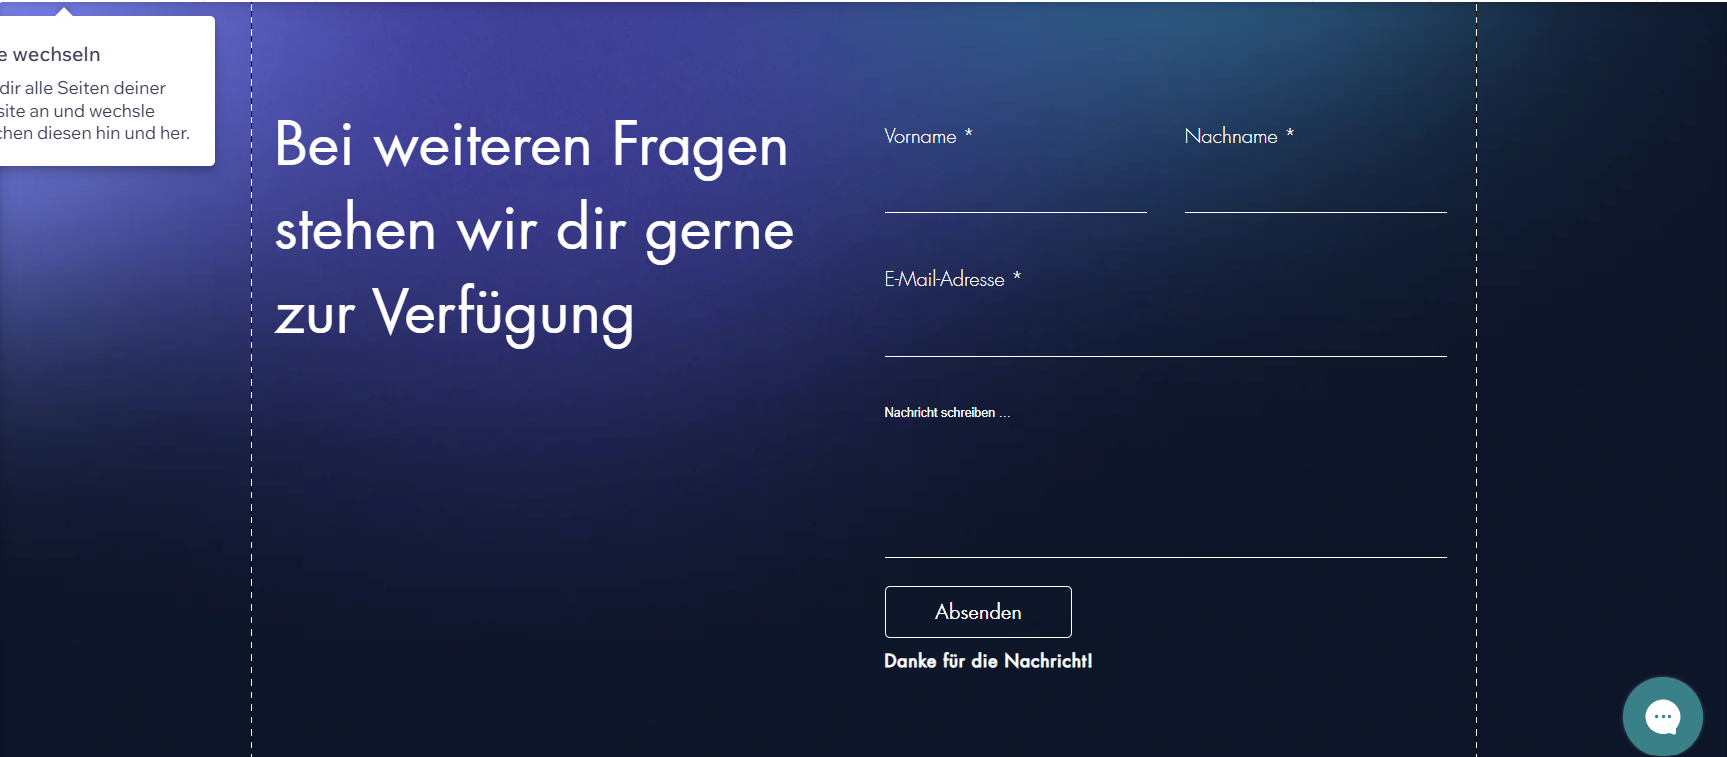 e wechseln
dir alle Seiten deiner
site an und wechsle
chen diesen hin und her.
Bei weiteren Fragen
stehen wir dir gerne
zur Verfügung
Vorname *
Nachname *
E-Mail-Adresse *
Nachricht schreiben ...
Absenden
Danke für die Nachricht!